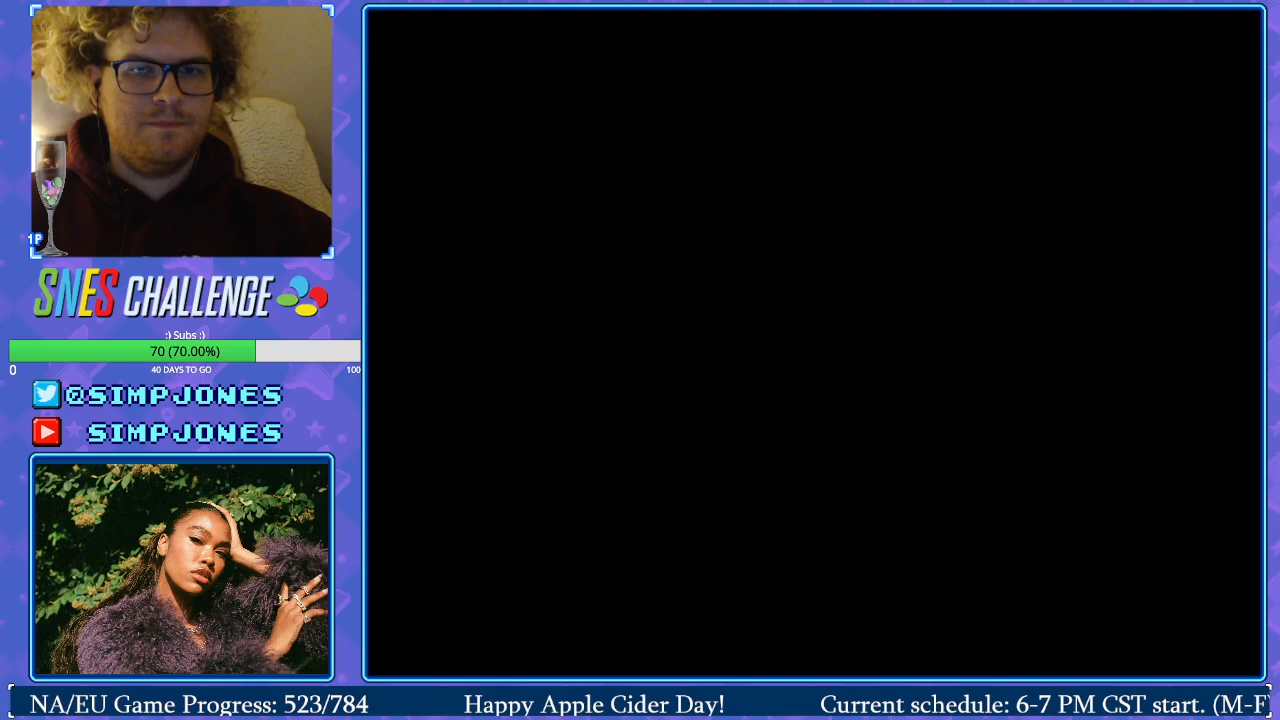 1P
SNES CHALLENGE
:) Subs :)
70 (70.00%)
0 40 DAYS TO GO 100
@SIMPJONES
SIMPJONES
NA/EU Game Progress: 523/784 Happy Apple Cider Day! Current schedule: 6-7 PM CST start. (M-F